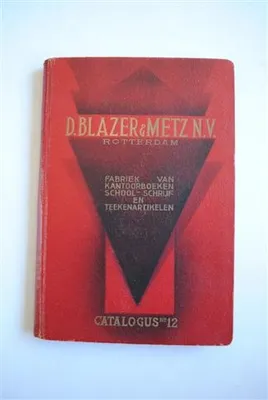 D. BLAZER & METZ N.V.
ROTTERDAM
FABRIEK VAN
KANTOORBOEKEN
SCHOOL- SCHRIJF
EN
TEEKENARTIKELEN
CATALOGUS NO 12